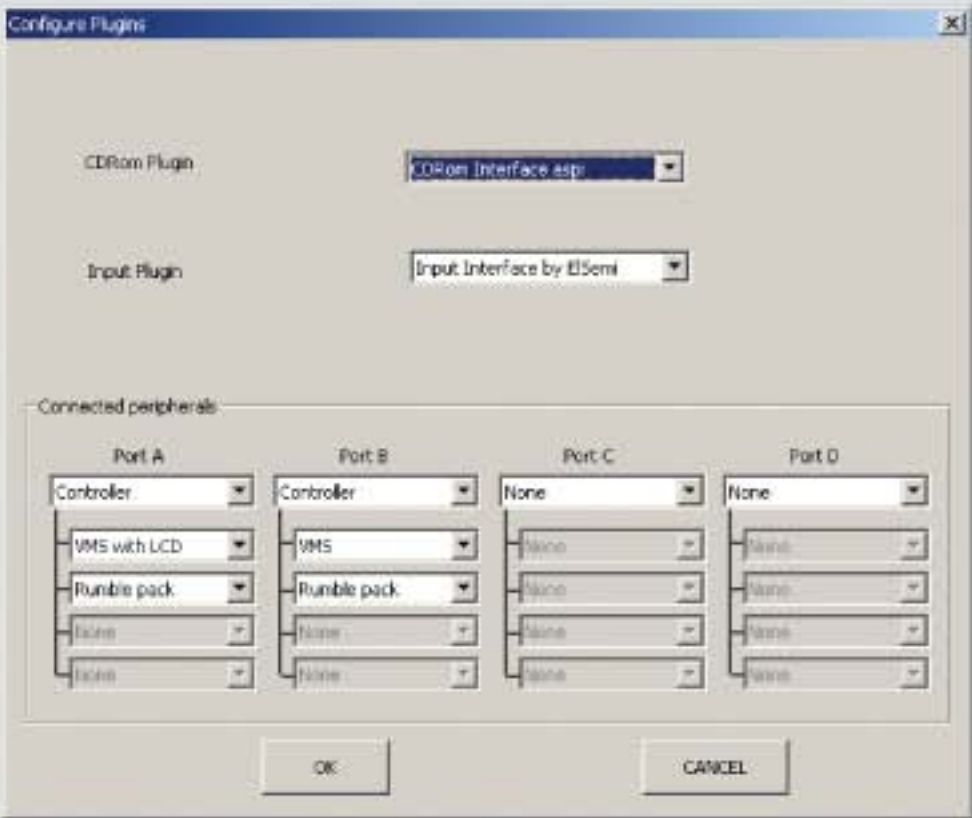 Configure Plugins
CDRom Plugin
CDRom Interface aspi
Input Plugin
Input Interface by ElSemi
Connected peripherals
Port A Port B Port C Port D
Controller Controller None None
VMS with LCD VMS None None
Rumble pack Rumble pack None None
None None None None
None None None None
OK CANCEL